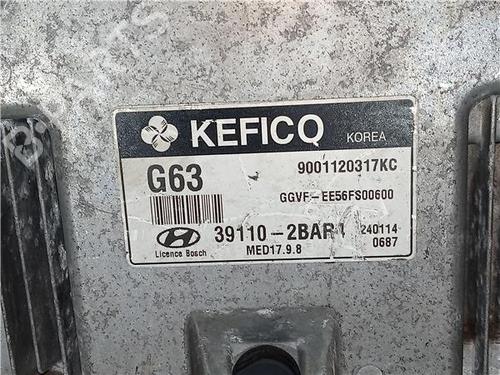 KEFICO KOREA
G63 9001120317KC
GGVF-EE56FS00600
39110-2BAR1 240114
Licence Bosch MED17.9.8 0687